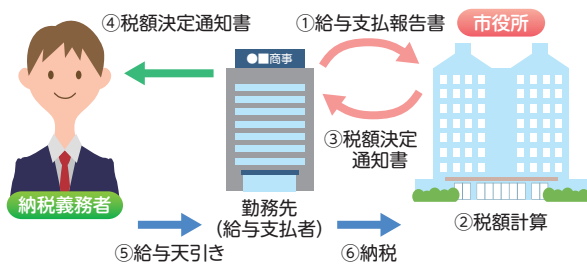 ④税額決定通知書
①給与支払報告書
市役所
●■商事
③税額決定
通知書
納税義務者
勤務先
(給与支払者)
②税額計算
⑤給与天引き
⑥納税